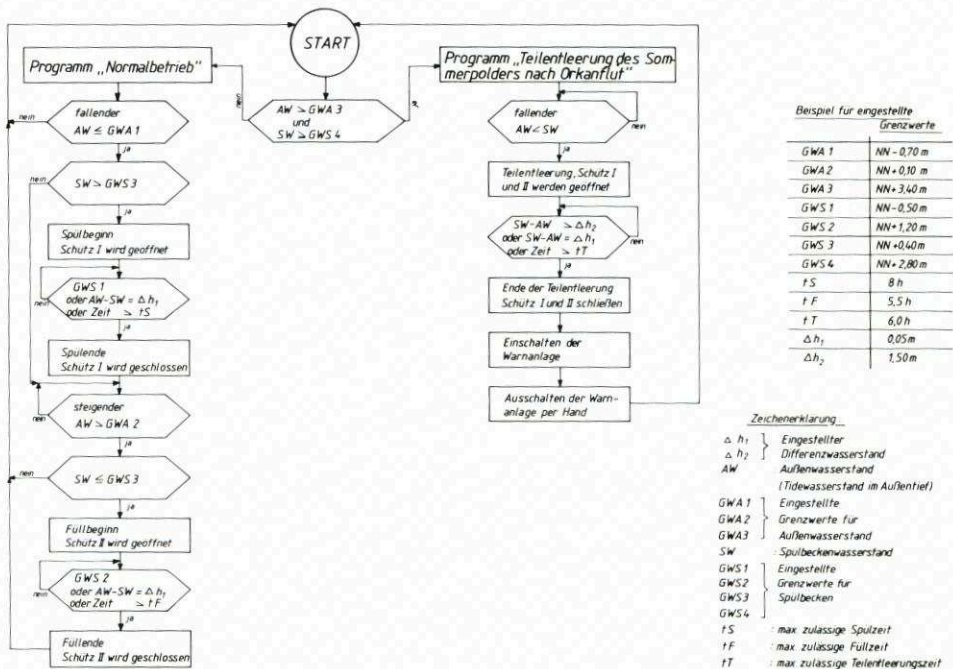 START
Programm „Normalbetrieb"
nein
fallender
AW ≤ GWA 1
ja
nein
SW > GWS 3
ja
Spülbeginn
Schütz I wird geöffnet
GWS 1
oder AW-SW = Δh₁
oder Zeit > tS
nein
ja
Spülende
Schütz I wird geschlossen
steigender
AW > GWA 2
nein
ja
nein
SW ≤ GWS 3
ja
Füllbeginn
Schütz II wird geöffnet
GWS 2
oder AW-SW = Δh₁
oder Zeit > tF
nein
ja
Füllende
Schütz II wird geschlossen
nein
AW > GWA 3
und
SW > GWS 4
ja
Programm „Teilentleerung des Som-
merpolders nach Orkanflut"
fallender
AW < SW
nein
ja
Teilentleerung, Schütz I
und II werden geöffnet
SW-AW > Δh₂
oder SW-AW = Δh₁
oder Zeit > tT
nein
ja
Ende der Teilentleerung
Schütz I und II schließen
Einschalten der
Warnanlage
Ausschalten der Warn-
anlage per Hand
Beispiel für eingestellte
Grenzwerte
GWA 1 NN - 0,70 m
GWA 2 NN + 0,10 m
GWA 3 NN + 3,40 m
GWS 1 NN - 0,50 m
GWS 2 NN + 1,20 m
GWS 3 NN + 0,40 m
GWS 4 NN + 2,80 m
tS 8 h
tF 5,5 h
tT 6,0 h
Δh₁ 0,05 m
Δh₂ 1,50 m
Zeichenerklärung
Δ h₁ } Eingestellter
Δ h₂ } Differenzwasserstand
AW Außenwasserstand
(Tidewasserstand im Außentief)
GWA 1 } Eingestellte
GWA 2 } Grenzwerte für
GWA 3 } Außenwasserstand
SW : Spülbeckenwasserstand
GWS 1 } Eingestellte
GWS 2 } Grenzwerte für
GWS 3 } Spülbecken
GWS 4
tS : max. zulässige Spülzeit
tF : max. zulässige Füllzeit
tT : max. zulässige Teilentleerungszeit